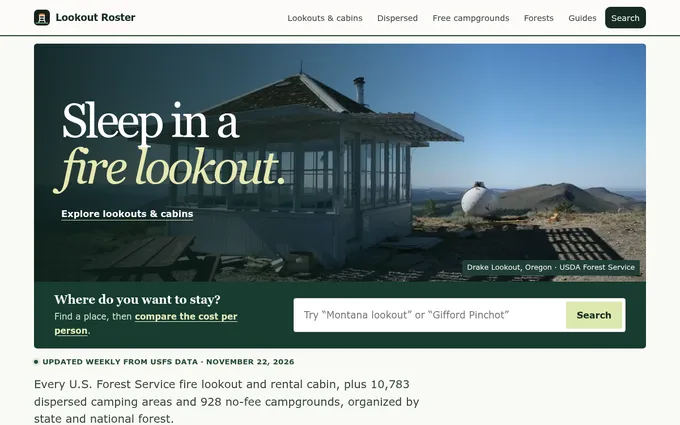 Lookout Roster
Lookouts & cabins
Dispersed
Free campgrounds
Forests
Guides
Search
Sleep in a
fire lookout.
Explore lookouts & cabins
Drake Lookout, Oregon · USDA Forest Service
Where do you want to stay?
Find a place, then compare the cost per
person.
Try “Montana lookout” or “Gifford Pinchot”
Search
UPDATED WEEKLY FROM USFS DATA · NOVEMBER 22, 2026
Every U.S. Forest Service fire lookout and rental cabin, plus 10,783
dispersed camping areas and 928 no-fee campgrounds, organized by
state and national forest.